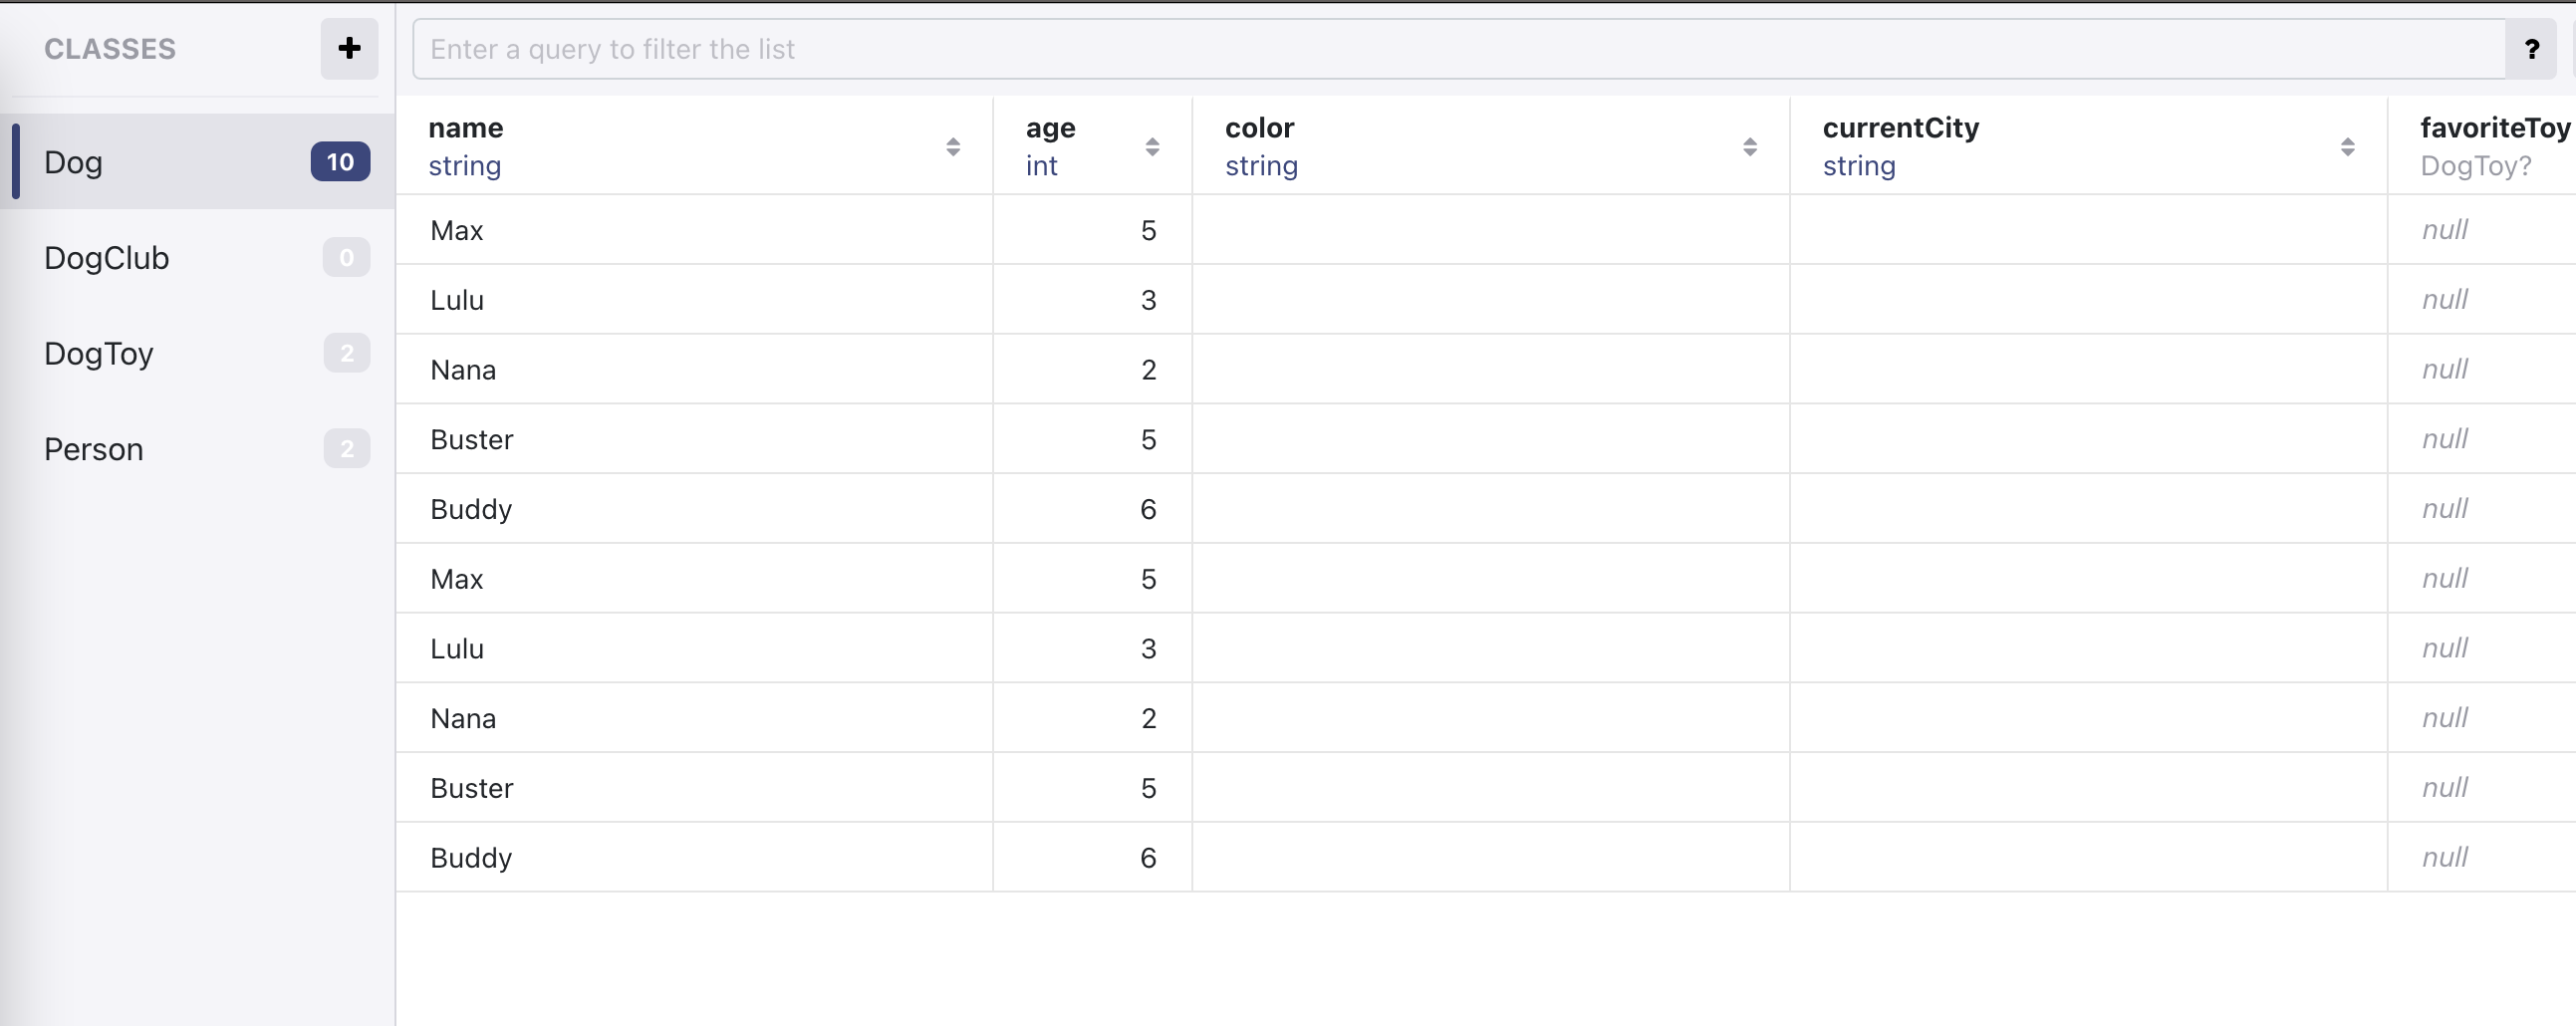 CLASSES +
Enter a query to filter the list ?
Dog 10
DogClub 0
DogToy 2
Person 2
name age color currentCity favoriteToy
string int string string DogToy?
Max 5 null
Lulu 3 null
Nana 2 null
Buster 5 null
Buddy 6 null
Max 5 null
Lulu 3 null
Nana 2 null
Buster 5 null
Buddy 6 null